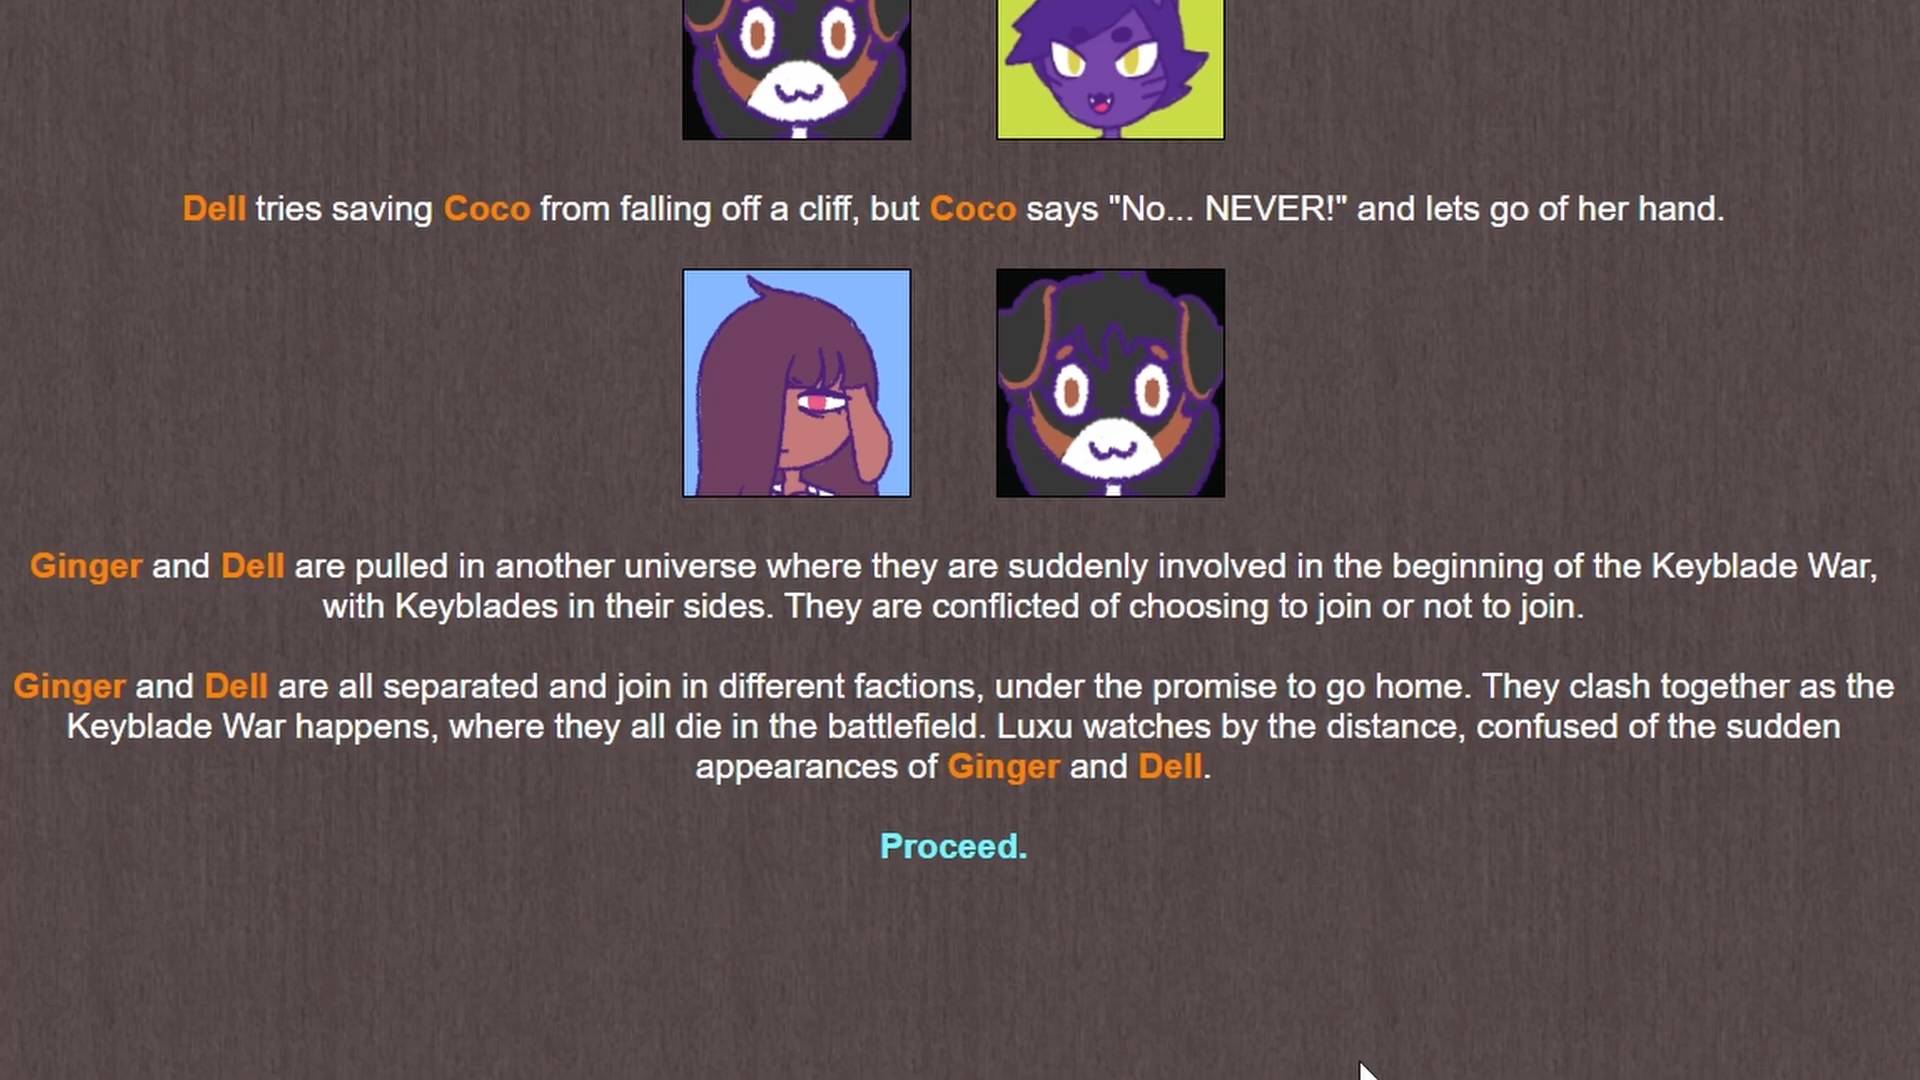 Dell tries saving Coco from falling off a cliff, but Coco says "No... NEVER!" and lets go of her hand.
Ginger and Dell are pulled in another universe where they are suddenly involved in the beginning of the Keyblade War,
with Keyblades in their sides. They are conflicted of choosing to join or not to join.
Ginger and Dell are all separated and join in different factions, under the promise to go home. They clash together as the
Keyblade War happens, where they all die in the battlefield. Luxu watches by the distance, confused of the sudden
appearances of Ginger and Dell.
Proceed.